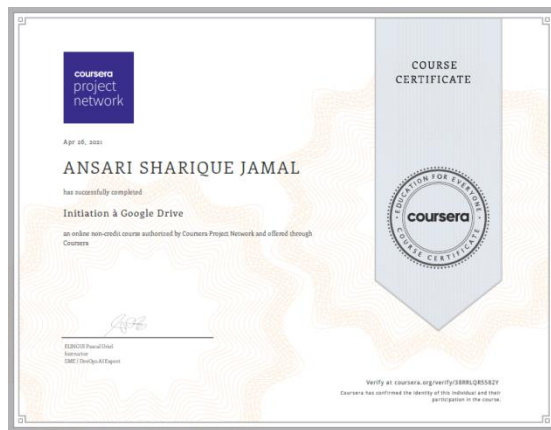 coursera
project
network
Apr 26, 2021
ANSARI SHARIQUE JAMAL
has successfully completed
Initiation à Google Drive
an online non-credit course authorized by Coursera Project Network and offered through
Coursera
Instructor
COURSE
CERTIFICATE
EDUCATION FOR EVERYONE
coursera
COURSE CERTIFICATE
Verify at coursera.org/verify/
Coursera has confirmed the identity of this individual and their
participation in the course.